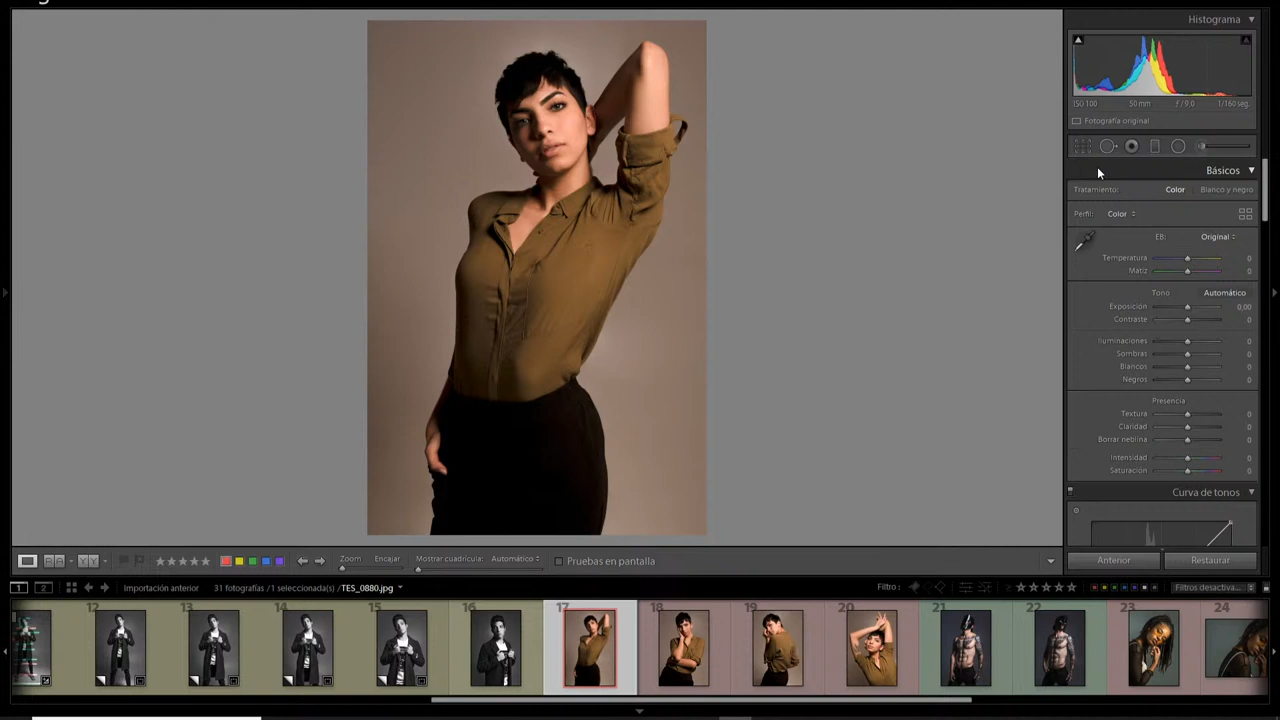 Histograma
ISO 100 50 mm ƒ / 9,0 1/160 seg.
Fotografía original
Básicos
Tratamiento: Color Blanco y negro
Perfil: Color
EB: Original
Temperatura 0
Matiz 0
Tono Automático
Exposición 0,00
Contraste 0
Iluminaciones 0
Sombras 0
Blancos 0
Negros 0
Presencia
Textura 0
Claridad 0
Borrar neblina 0
Intensidad 0
Saturación 0
Curva de tonos
Anterior Restaurar
Zoom Encajar Mostrar cuadrícula: Automático Pruebas en pantalla
1 2 Importación anterior 31 fotografías /1 seleccionada(s) /TES_0880.jpg Filtro : Filtros desactiva...
12 13 14 15 16 17 18 19 20 21 22 23 24